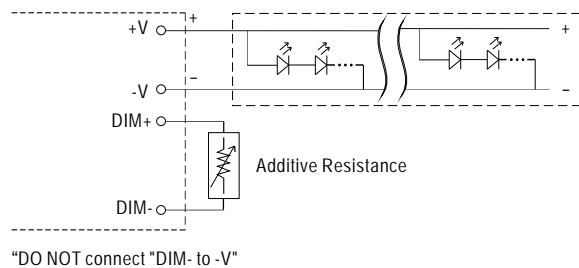 +V
+
+
-V
−
−
DIM+
Additive Resistance
DIM-
“DO NOT connect "DIM- to -V"